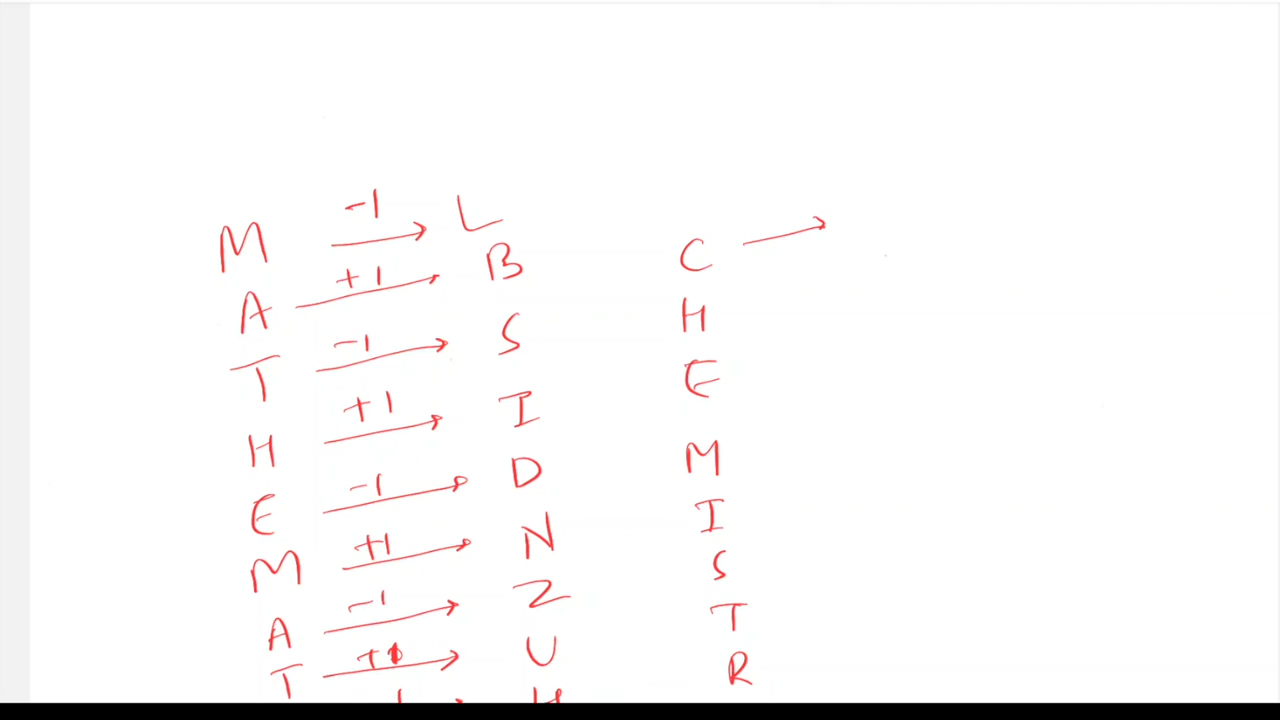 M -1 → L
A +1 → B
T -1 → S
H +1 → I
E -1 → D
M +1 → N
A -1 → Z
T +1 → U
C →
H
E
M
I
S
T
R